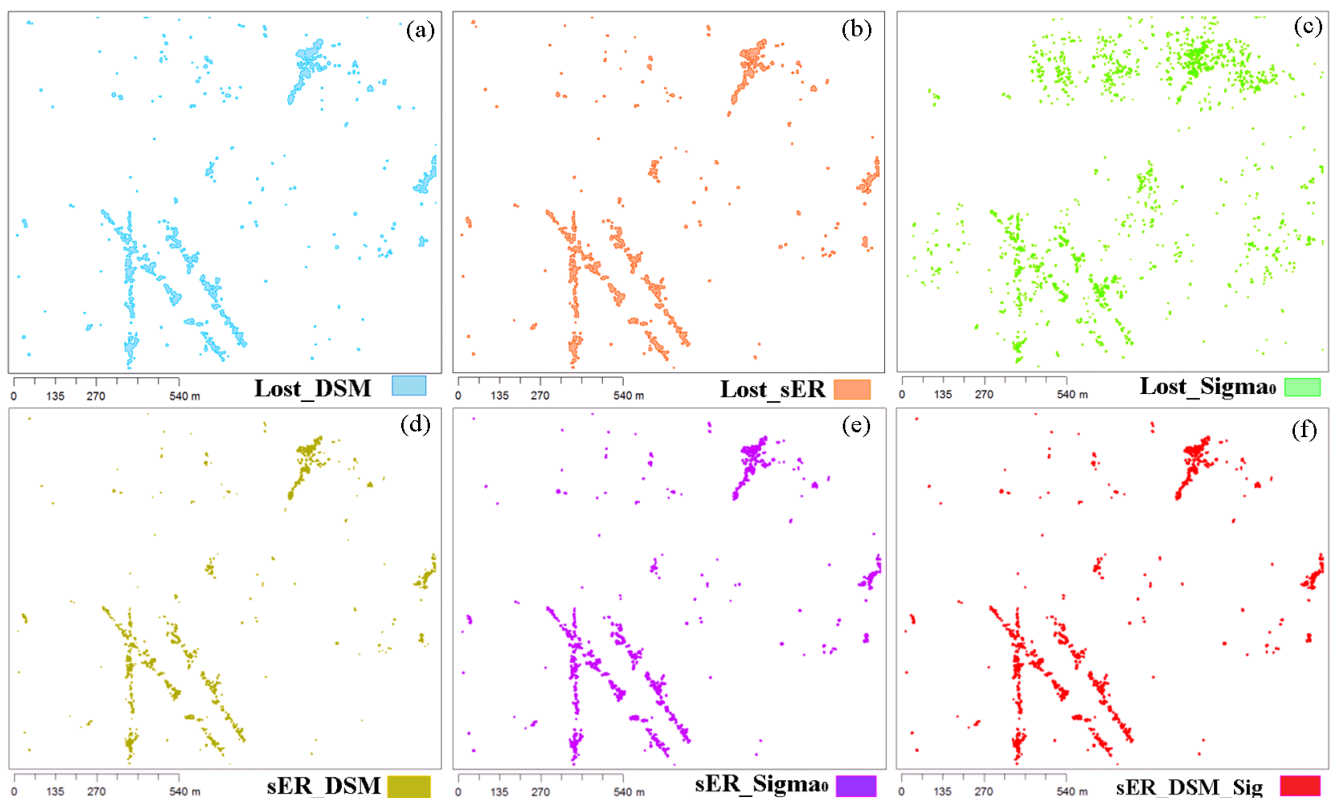 (a)
(b)
(c)
Lost_DSM
Lost_sER
Lost_Sigma₀
0 135 270 540 m
0 135 270 540 m
0 135 270 540 m
(d)
(e)
(f)
sER_DSM
sER_Sigma₀
sER_DSM_Sig
0 135 270 540 m
0 135 270 540 m
0 135 270 540 m